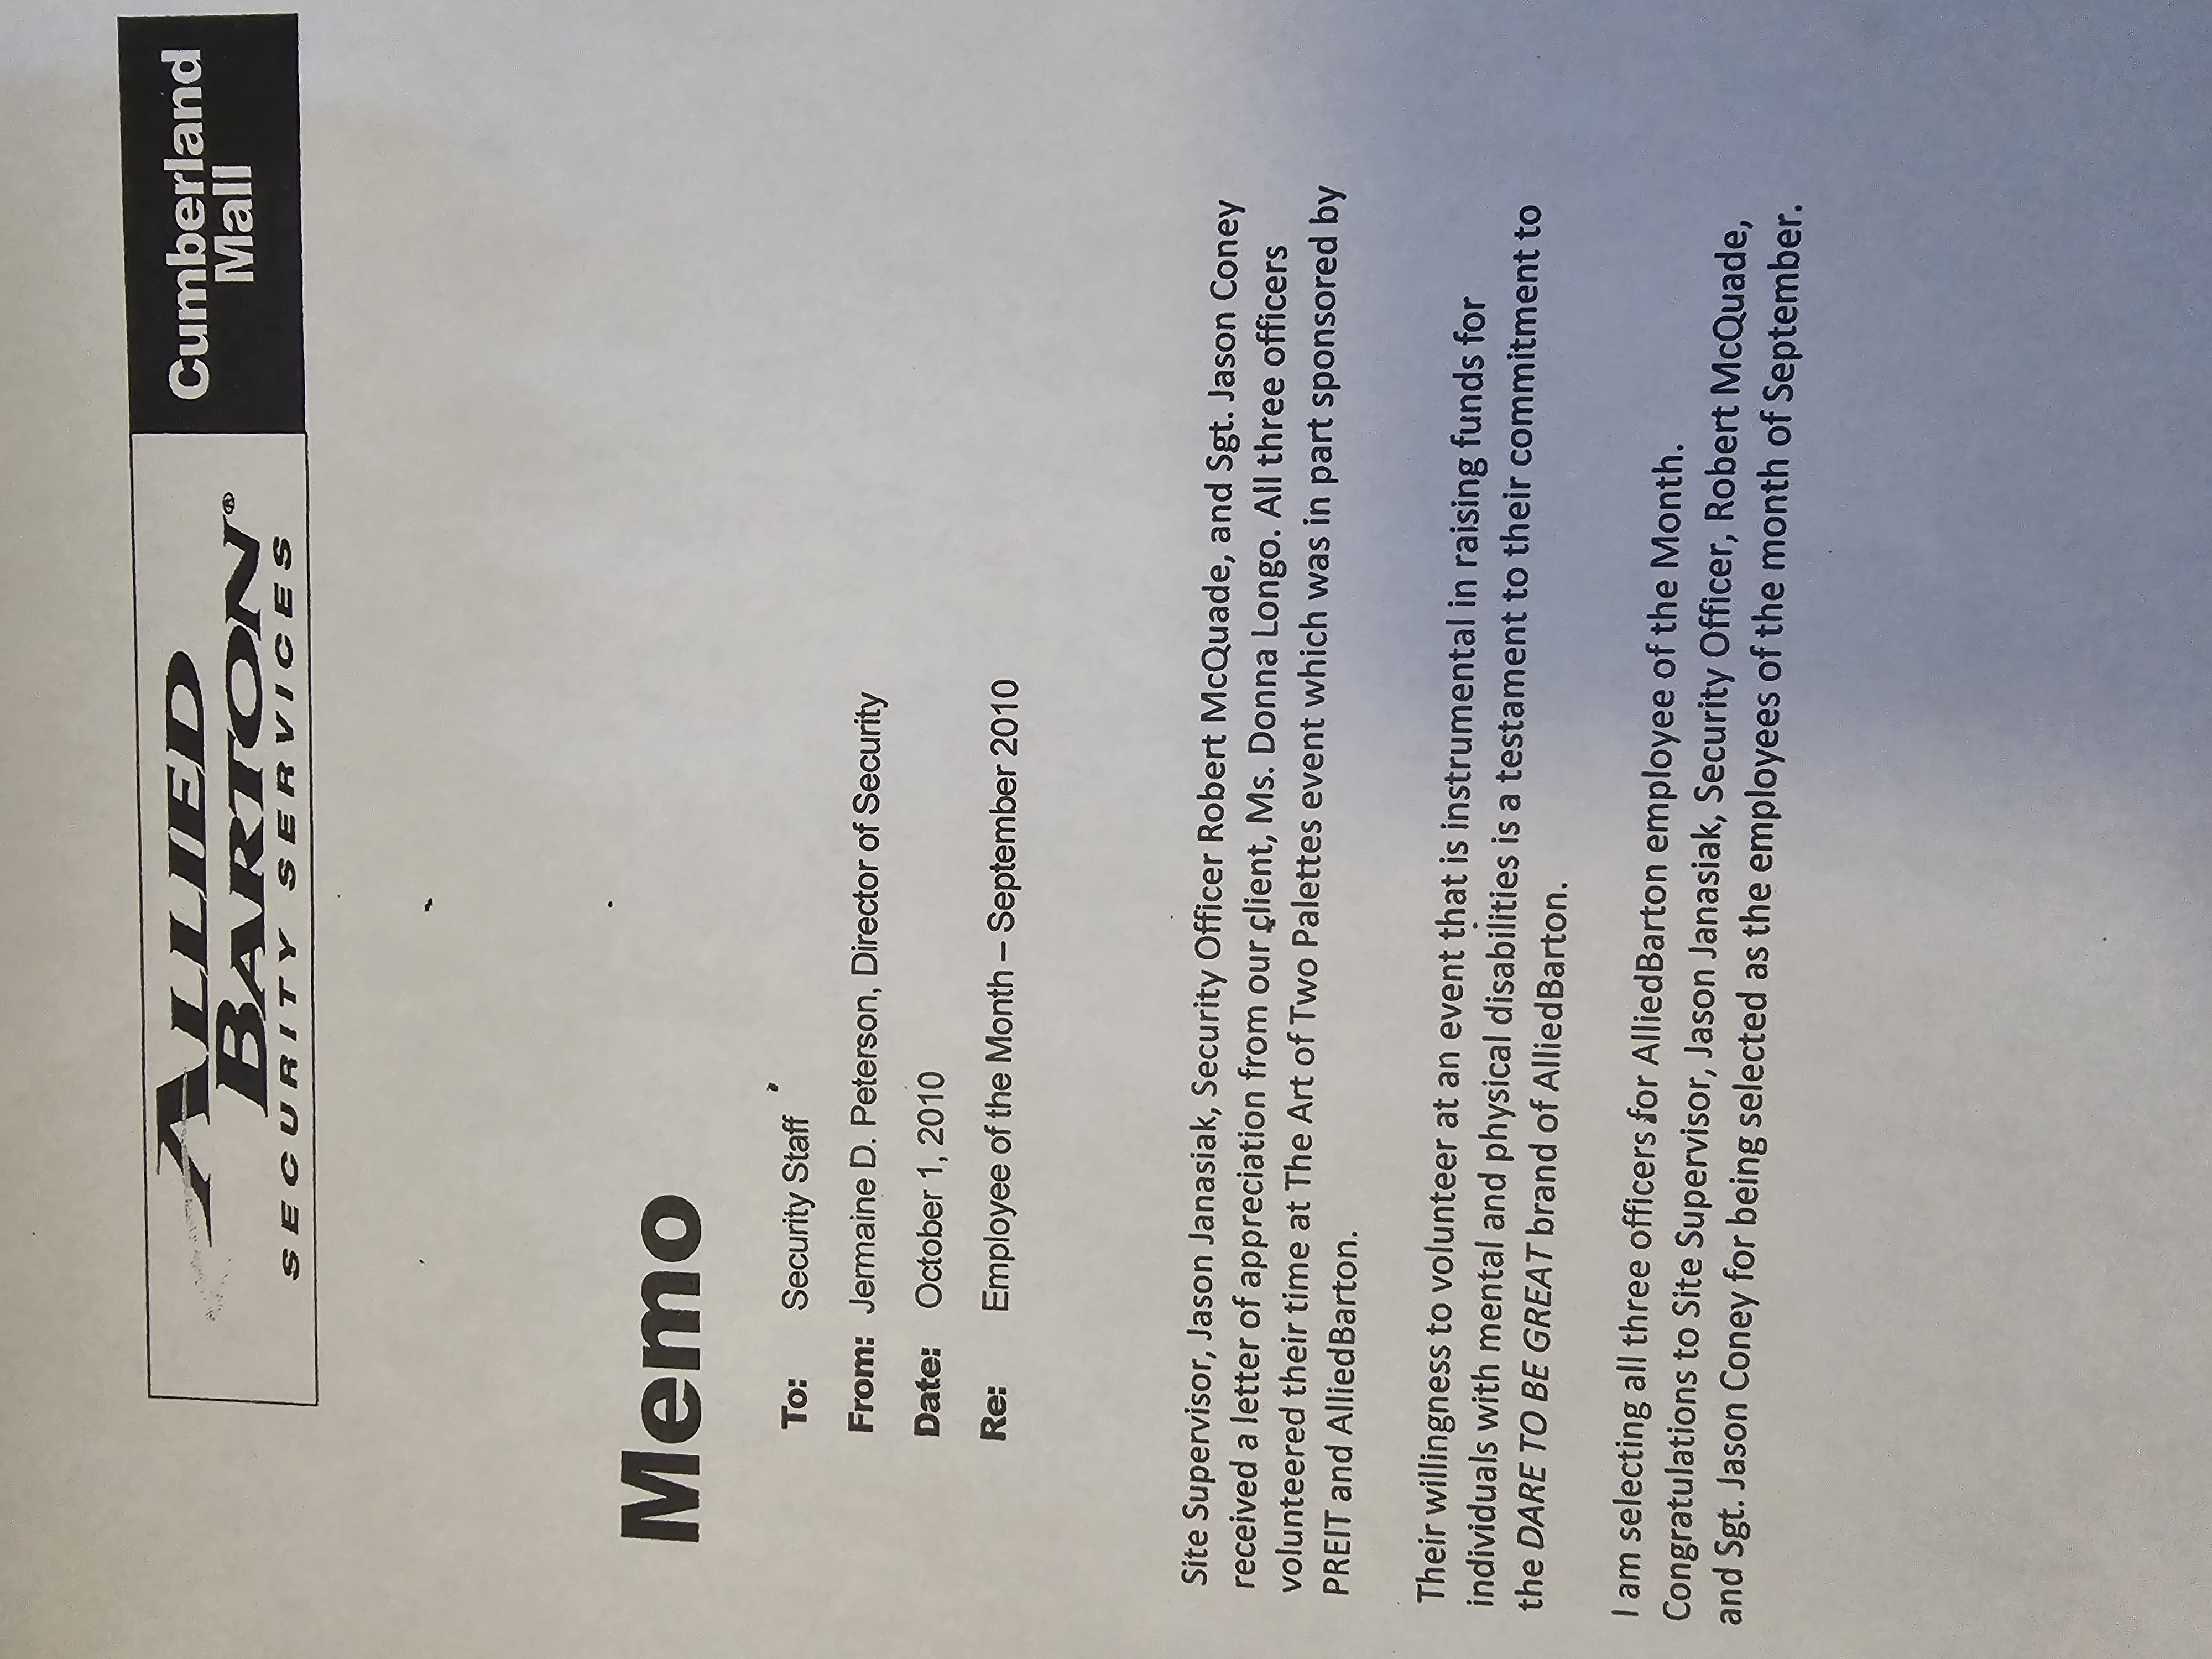 ALLIED
BARTON®
SECURITY SERVICES
Cumberland
Mall
Memo
To: Security Staff
From: Jermaine D. Peterson, Director of Security
Date: October 1, 2010
Re: Employee of the Month – September 2010
Site Supervisor, Jason Janasiak, Security Officer Robert McQuade, and Sgt. Jason Coney
received a letter of appreciation from our client, Ms. Donna Longo. All three officers
volunteered their time at The Art of Two Palettes event which was in part sponsored by
PREIT and AlliedBarton.
Their willingness to volunteer at an event that is instrumental in raising funds for
individuals with mental and physical disabilities is a testament to their commitment to
the DARE TO BE GREAT brand of AlliedBarton.
I am selecting all three officers for AlliedBarton employee of the Month.
Congratulations to Site Supervisor, Jason Janasiak, Security Officer, Robert McQuade,
and Sgt. Jason Coney for being selected as the employees of the month of September.